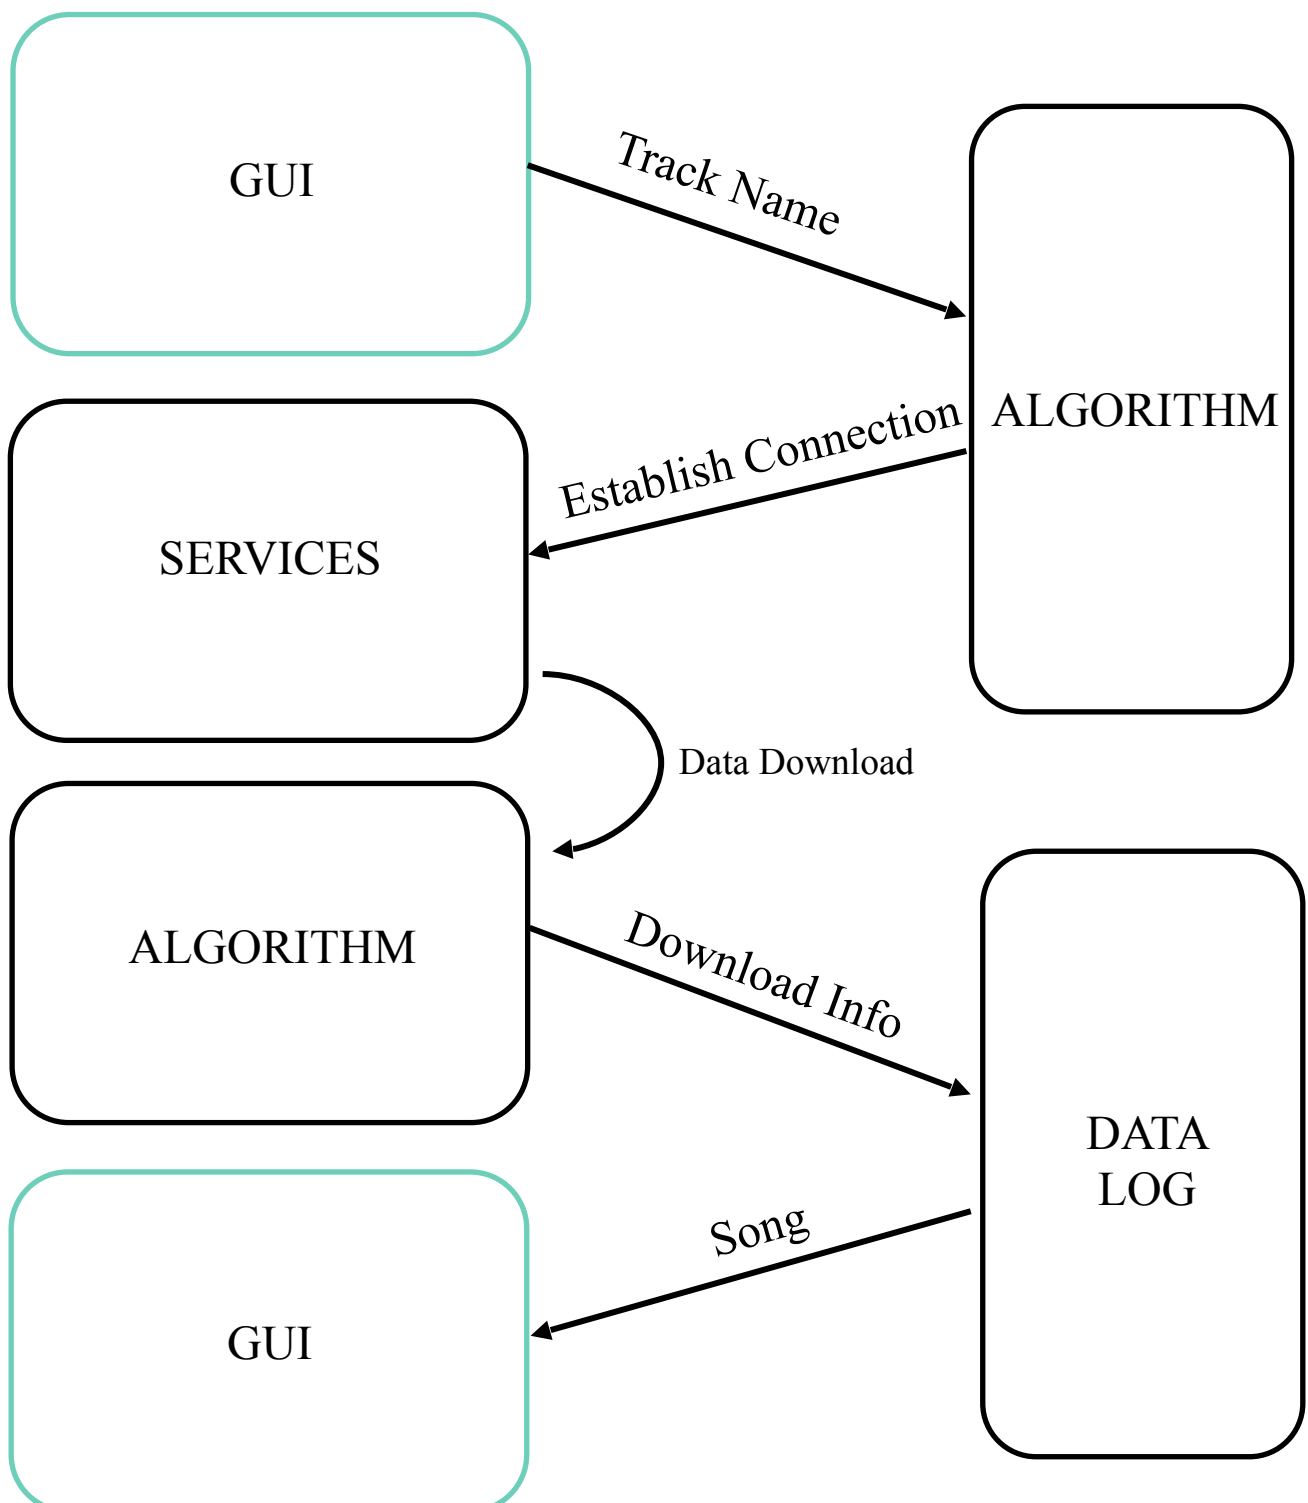 GUI
Track Name
ALGORITHM
Establish Connection
SERVICES
Data Download
ALGORITHM
Download Info
DATA
LOG
Song
GUI